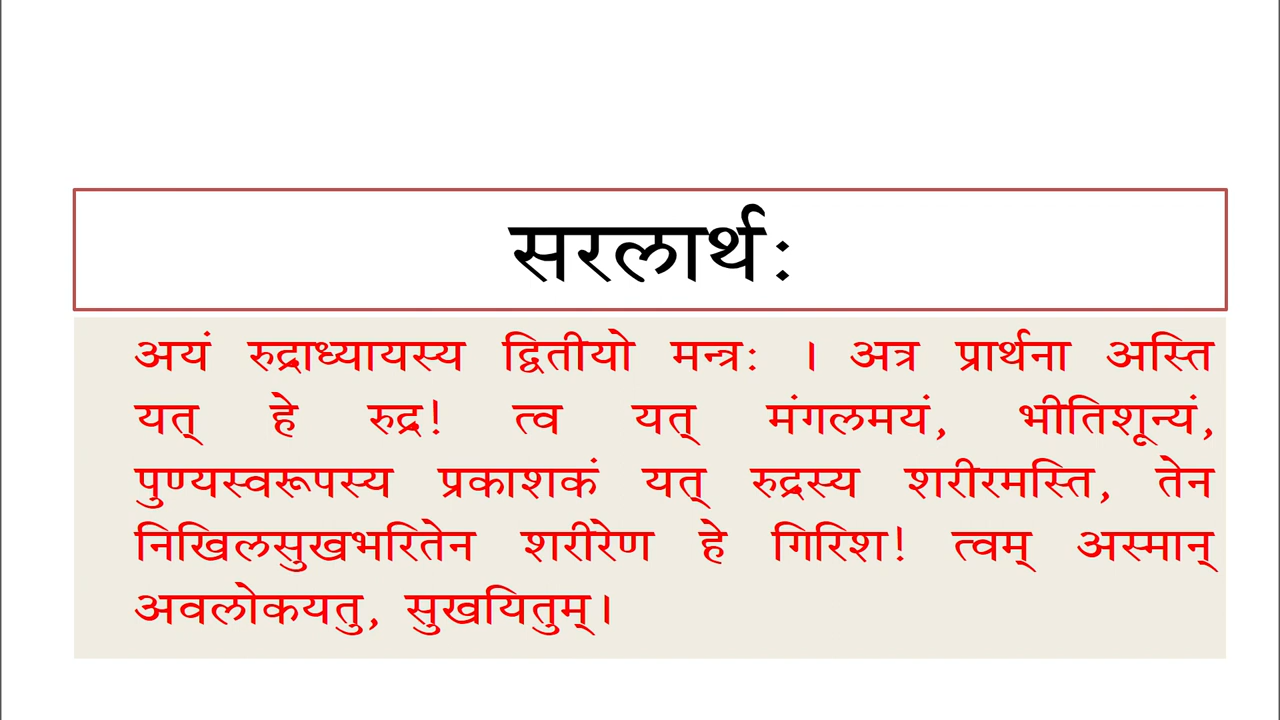 सरलार्थः
अयं रुद्राध्यायस्य द्वितीयो मन्त्रः । अत्र प्रार्थना अस्ति
यत् हे रुद्र! त्व यत् मंगलमयं, भीतिशून्यं,
पुण्यस्वरूपस्य प्रकाशकं यत् रुद्रस्य शरीरमस्ति, तेन
निखिलसुखभरितेन शरीरेण हे गिरिश! त्वम् अस्मान्
अवलोकयतु, सुखयितुम्।